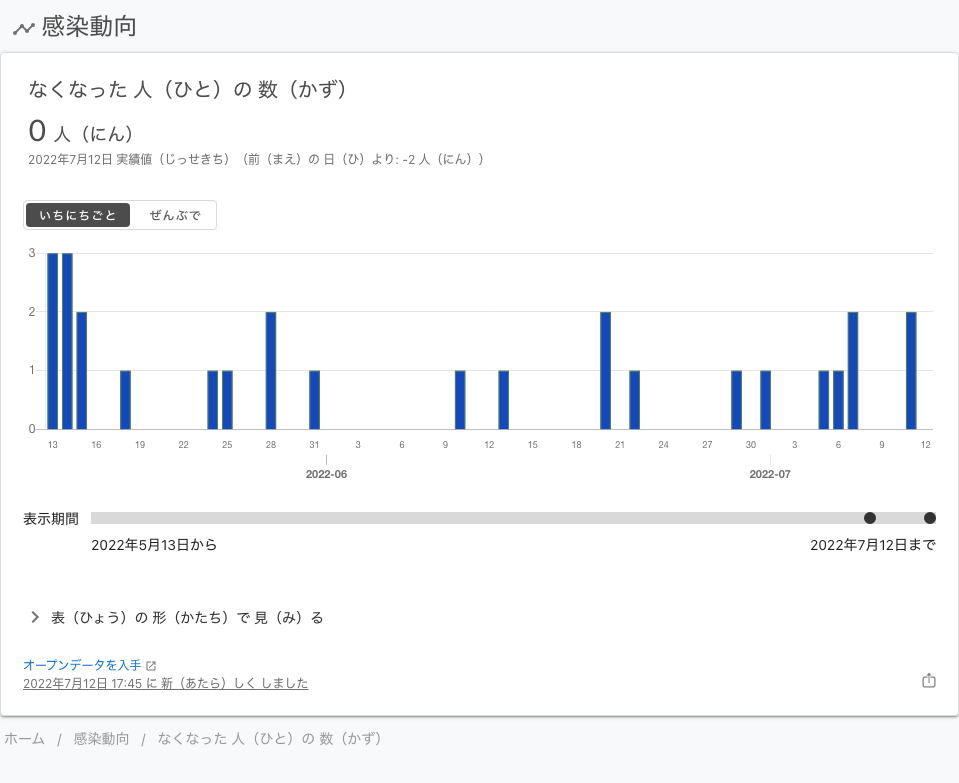 感染動向
なくなった 人（ひと）の 数（かず）
0 人（にん）
2022年7月12日 実績値（じっせきち）（前（まえ）の 日（ひ）より: -2 人（にん））
いちにちごと ぜんぶで
3
2
1
0
13 16 19 22 25 28 31 3 6 9 12 15 18 21 24 27 30 3 6 9 12
2022-06 2022-07
表示期間
2022年5月13日から 2022年7月12日まで
表（ひょう）の 形（かたち）で 見（み）る
オープンデータを入手
2022年7月12日 17:45 に 新（あたら）しく しました
ホーム / 感染動向 / なくなった 人（ひと）の 数（かず）